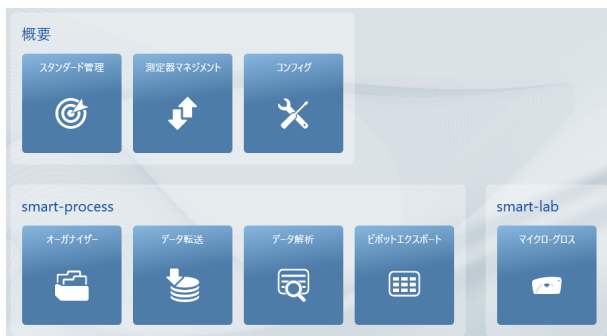 概要
スタンダード管理
測定器マネジメント
コンフィグ
smart-process
オーガナイザー
データ転送
データ解析
ピボットエクスポート
smart-lab
マイクロ-グロス